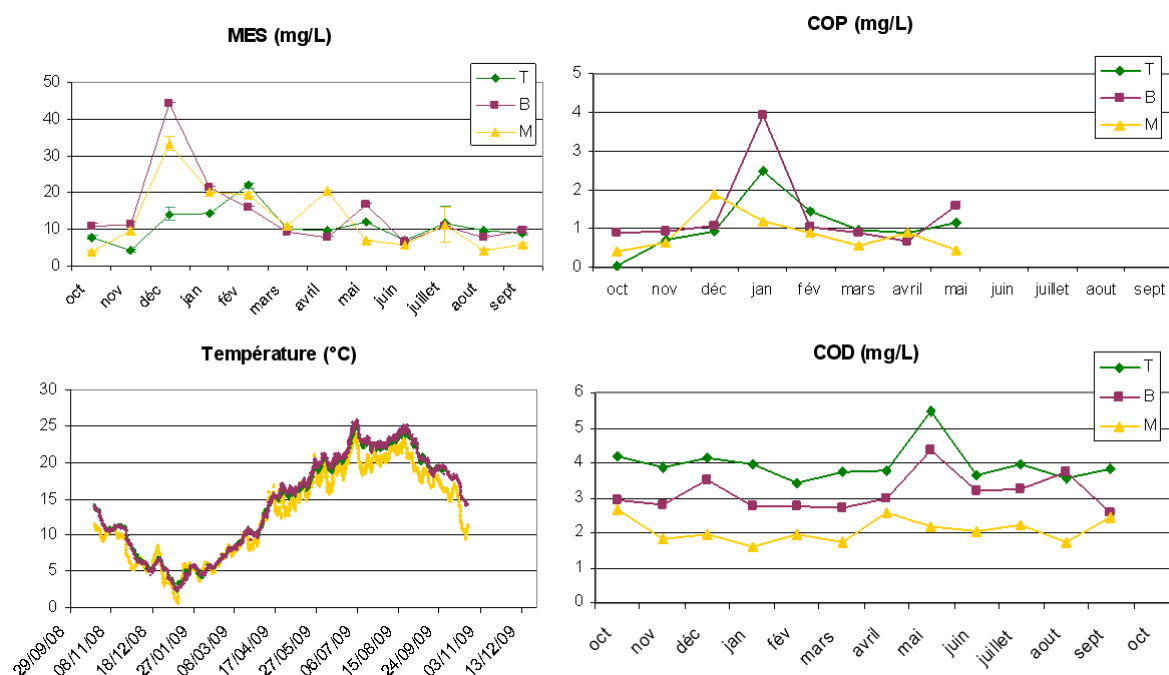 MES (mg/L)
50
40
30
20
10
0
oct
nov
déc
jan
fév
mars
avril
mai
juin
juillet
aout
sept
T
B
M
COP (mg/L)
5
4
3
2
1
0
oct
nov
déc
jan
fév
mars
avril
mai
juin
juillet
aout
sept
T
B
M
Température (°C)
30
25
20
15
10
5
0
29/09/08
08/11/08
18/12/08
27/01/09
08/03/09
17/04/09
27/05/09
06/07/09
15/08/09
24/09/09
03/11/09
13/12/09
COD (mg/L)
6
5
4
3
2
1
0
oct
nov
déc
jan
fév
mars
avril
mai
juin
juillet
aout
sept
oct
T
B
M